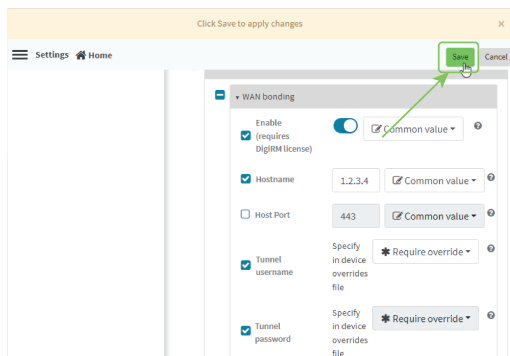 Click Save to apply changes ×
Settings Home
Save Cancel
WAN bonding
Enable
(requires
DigiRM license)
Common value
Hostname
1.2.3.4
Common value
Host Port
443
Common value
Tunnel
username
Specify
in device
overrides
file
Require override
Tunnel
password
Specify
in device
overrides
file
Require override